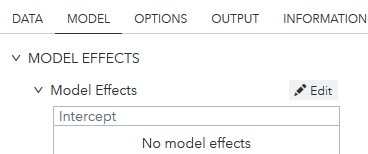 DATA MODEL OPTIONS OUTPUT INFORMATION
MODEL EFFECTS
Model Effects Edit
Intercept
No model effects